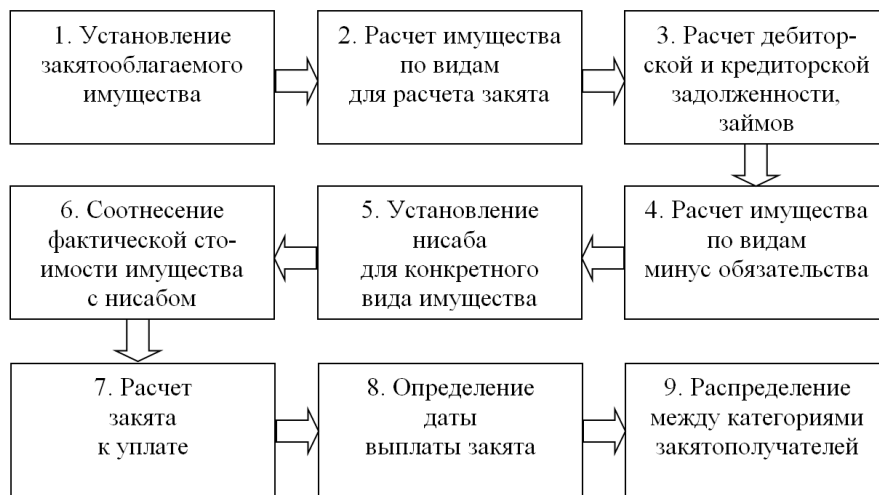 1. Установление
закятооблагаемого
имущества
2. Расчет имущества
по видам
для расчета закята
3. Расчет дебитор-
ской и кредиторской
задолженности,
займов
4. Расчет имущества
по видам
минус обязательства
5. Установление
нисаба
для конкретного
вида имущества
6. Соотнесение
фактической сто-
имости имущества
с нисабом
7. Расчет
закята
к уплате
8. Определение
даты
выплаты закята
9. Распределение
между категориями
закятополучателей